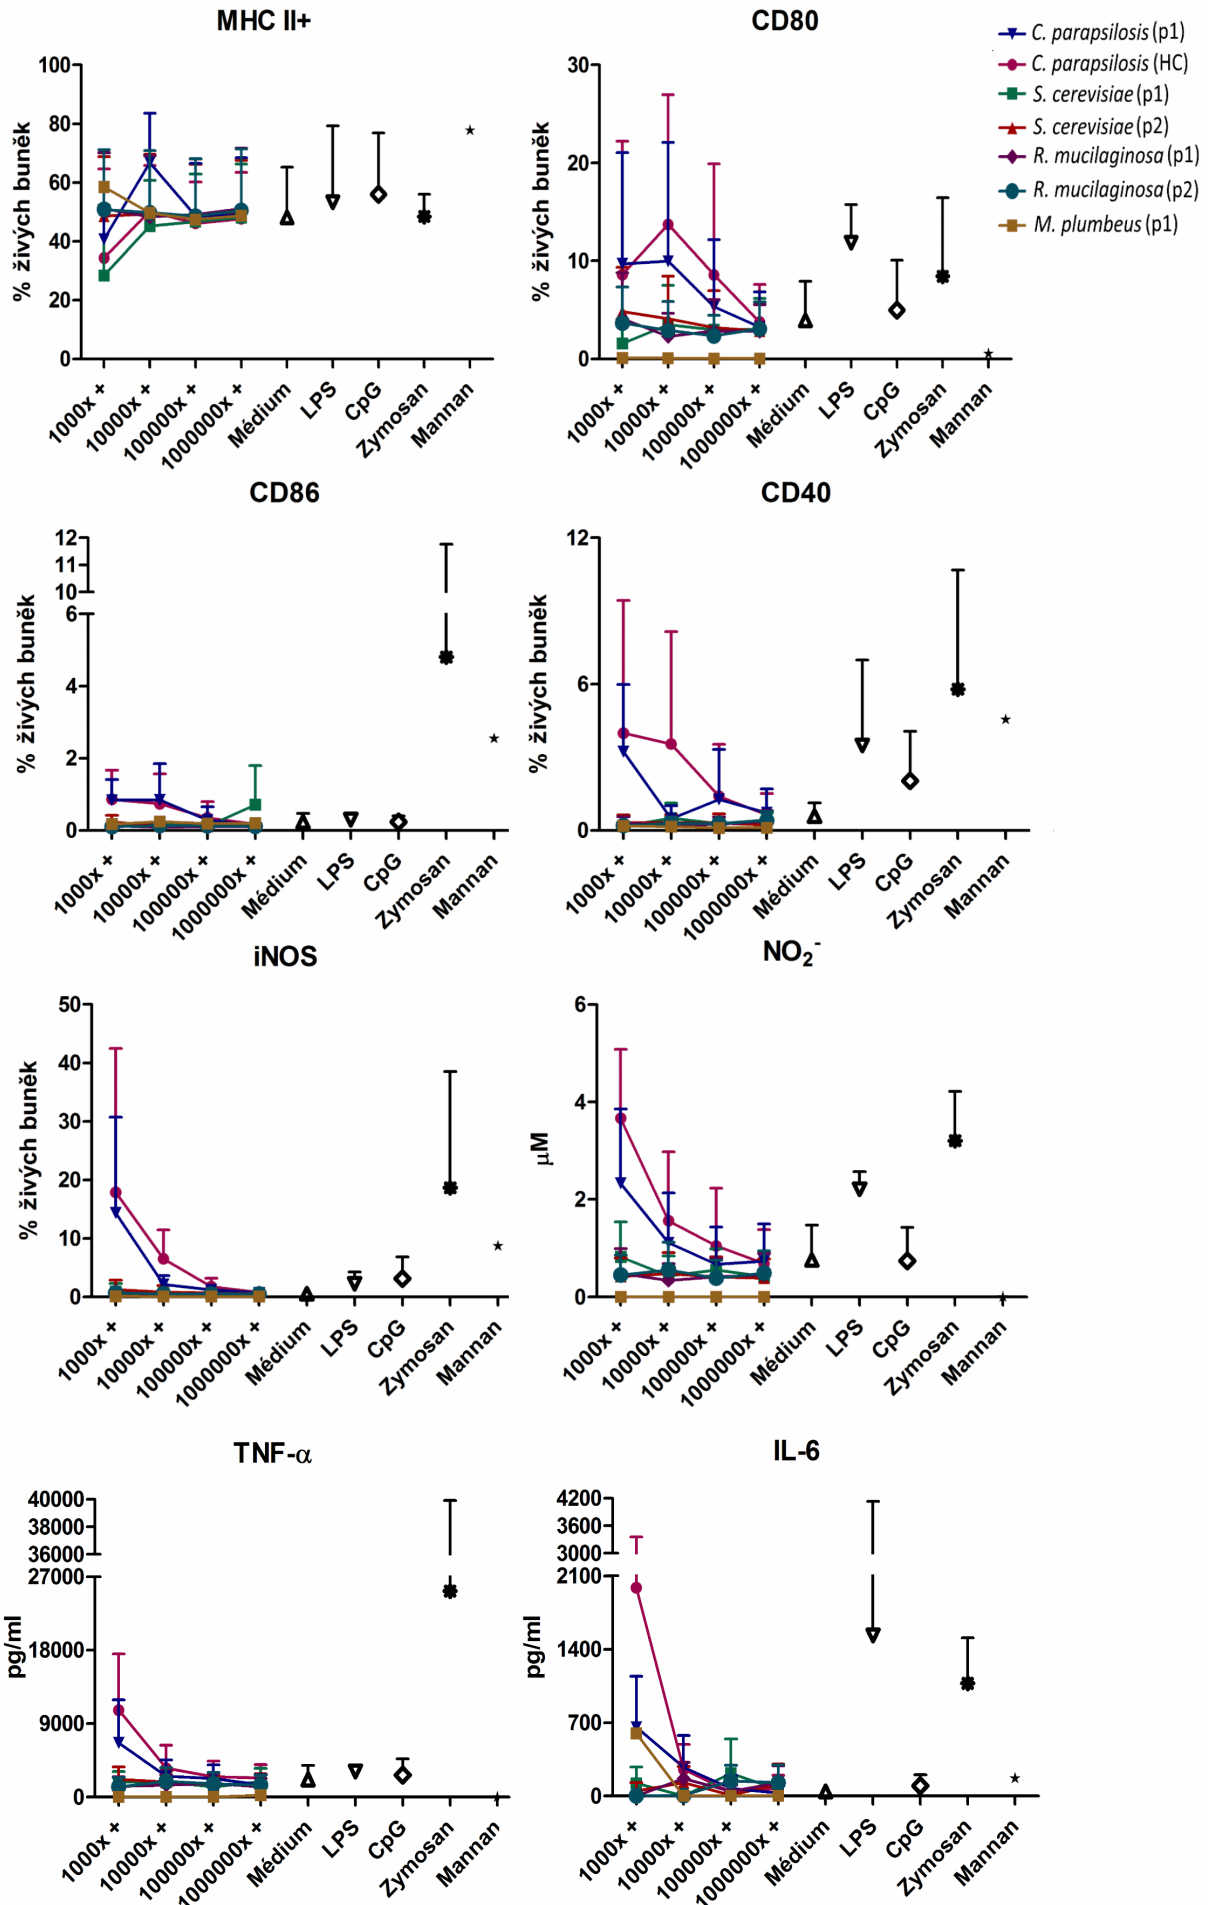 MHC II+
CD80
C. parapsilosis (p1)
C. parapsilosis (HC)
S. cerevisiae (p1)
S. cerevisiae (p2)
R. mucilaginosa (p1)
R. mucilaginosa (p2)
M. plumbeus (p1)
% živých buněk
100
80
60
40
20
0
1000x +
10000x +
100000x +
1000000x +
Médium
LPS
CpG
Zymosan
Mannan
% živých buněk
30
20
10
0
1000x +
10000x +
100000x +
1000000x +
Médium
LPS
CpG
Zymosan
Mannan
CD86
CD40
% živých buněk
12
11
10
6
4
2
0
1000x +
10000x +
100000x +
1000000x +
Médium
LPS
CpG
Zymosan
Mannan
% živých buněk
12
6
0
1000x +
10000x +
100000x +
1000000x +
Médium
LPS
CpG
Zymosan
Mannan
iNOS
NO₂⁻
% živých buněk
50
40
30
20
10
0
1000x +
10000x +
100000x +
1000000x +
Médium
LPS
CpG
Zymosan
Mannan
µM
6
4
2
0
1000x +
10000x +
100000x +
1000000x +
Médium
LPS
CpG
Zymosan
Mannan
TNF-α
IL-6
pg/ml
40000
38000
36000
27000
18000
9000
0
1000x +
10000x +
100000x +
1000000x +
Médium
LPS
CpG
Zymosan
Mannan
pg/ml
4200
3600
3000
2100
1400
700
0
1000x +
10000x +
100000x +
1000000x +
Médium
LPS
CpG
Zymosan
Mannan